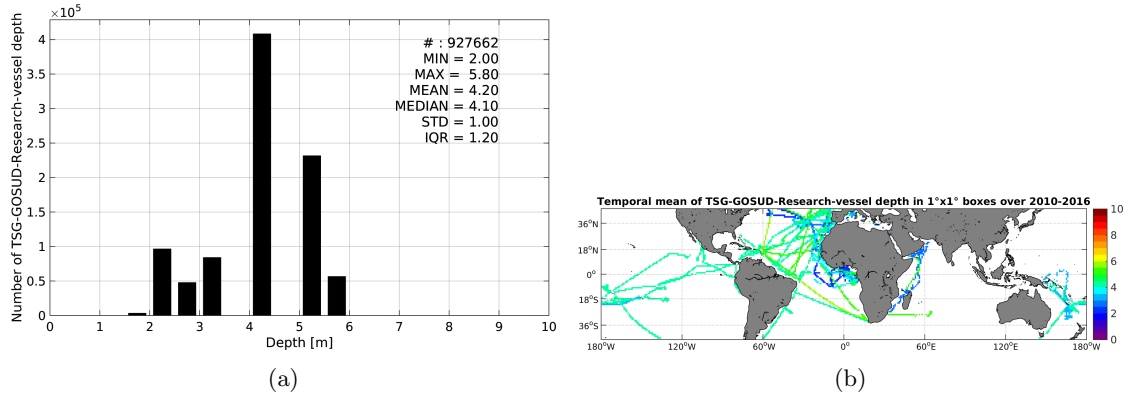 ×10⁵
Number of TSG-GOSUD-Research-vessel depth
4
3.5
3
2.5
2
1.5
1
0.5
0
# : 927662
MIN = 2.00
MAX = 5.80
MEAN = 4.20
MEDIAN = 4.10
STD = 1.00
IQR = 1.20
0 1 2 3 4 5 6 7 8 9 10
Depth [m]
(a)
Temporal mean of TSG-GOSUD-Research-vessel depth in 1°x1° boxes over 2010-2016
36°N
18°N
0°
18°S
36°S
180°W 120°W 60°W 0° 60°E 120°E 180°W
10
8
6
4
2
0
(b)